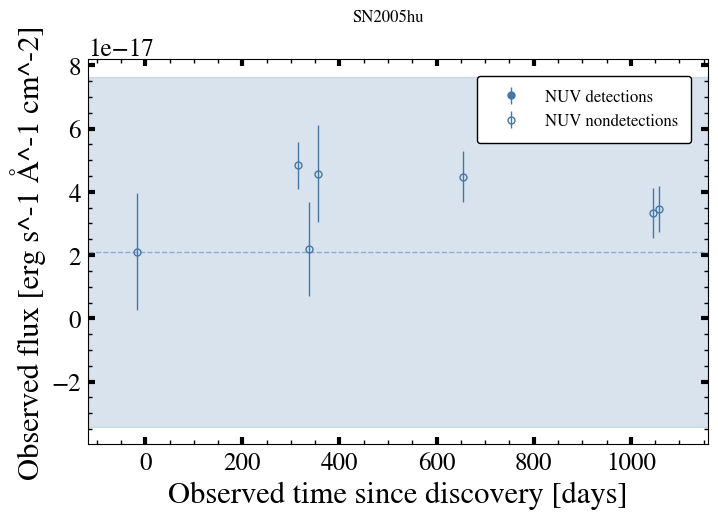 SN2005hu
1e−17
8
6
4
2
0
−2
Observed flux [erg s^-1 Å^-1 cm^-2]
NUV detections
NUV nondetections
0 200 400 600 800 1000
Observed time since discovery [days]